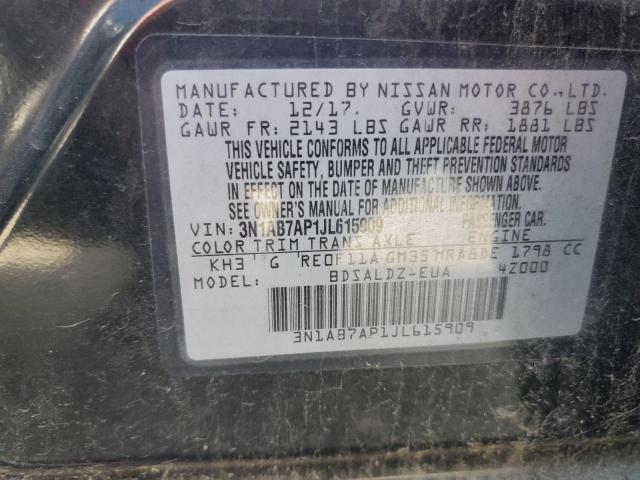 MANUFACTURED BY NISSAN MOTOR CO., LTD.
DATE: 12/17. GVWR: 3876 LBS
GAWR FR: 2143 LBS GAWR RR: 1881 LBS
THIS VEHICLE CONFORMS TO ALL APPLICABLE FEDERAL MOTOR
VEHICLE SAFETY, BUMPER AND THEFT PREVENTION STANDARDS
IN EFFECT ON THE DATE OF MANUFACTURE SHOWN ABOVE.
SEE OWNER'S MANUAL FOR ADDITIONAL INFORMATION.
VIN: 3N1AB7AP1JL615909 PASSENGER CAR.
COLOR TRIM TRANS AXLE ENGINE
KH3 G RE0F11A GM35 MRA8DE 1798 CC
MODEL: BDSALDZ-EUA 4Z000
3N1AB7AP1JL615909